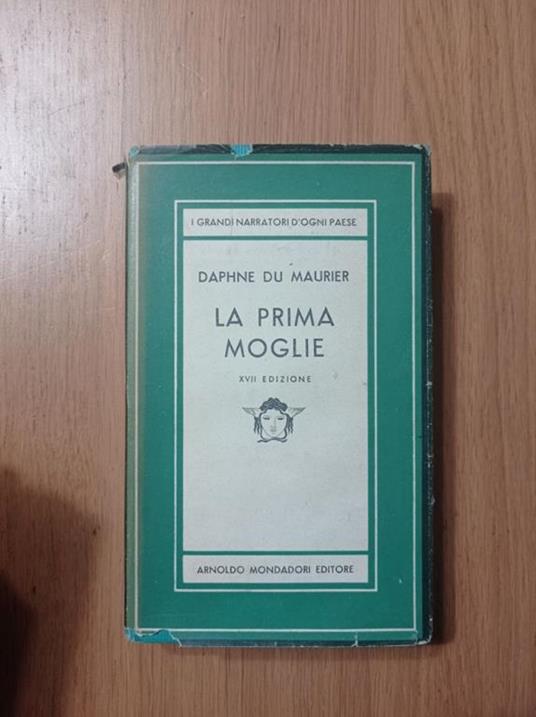 I GRANDI NARRATORI D'OGNI PAESE
DAPHNE DU MAURIER
LA PRIMA
MOGLIE
XVII EDIZIONE
ARNOLDO MONDADORI EDITORE